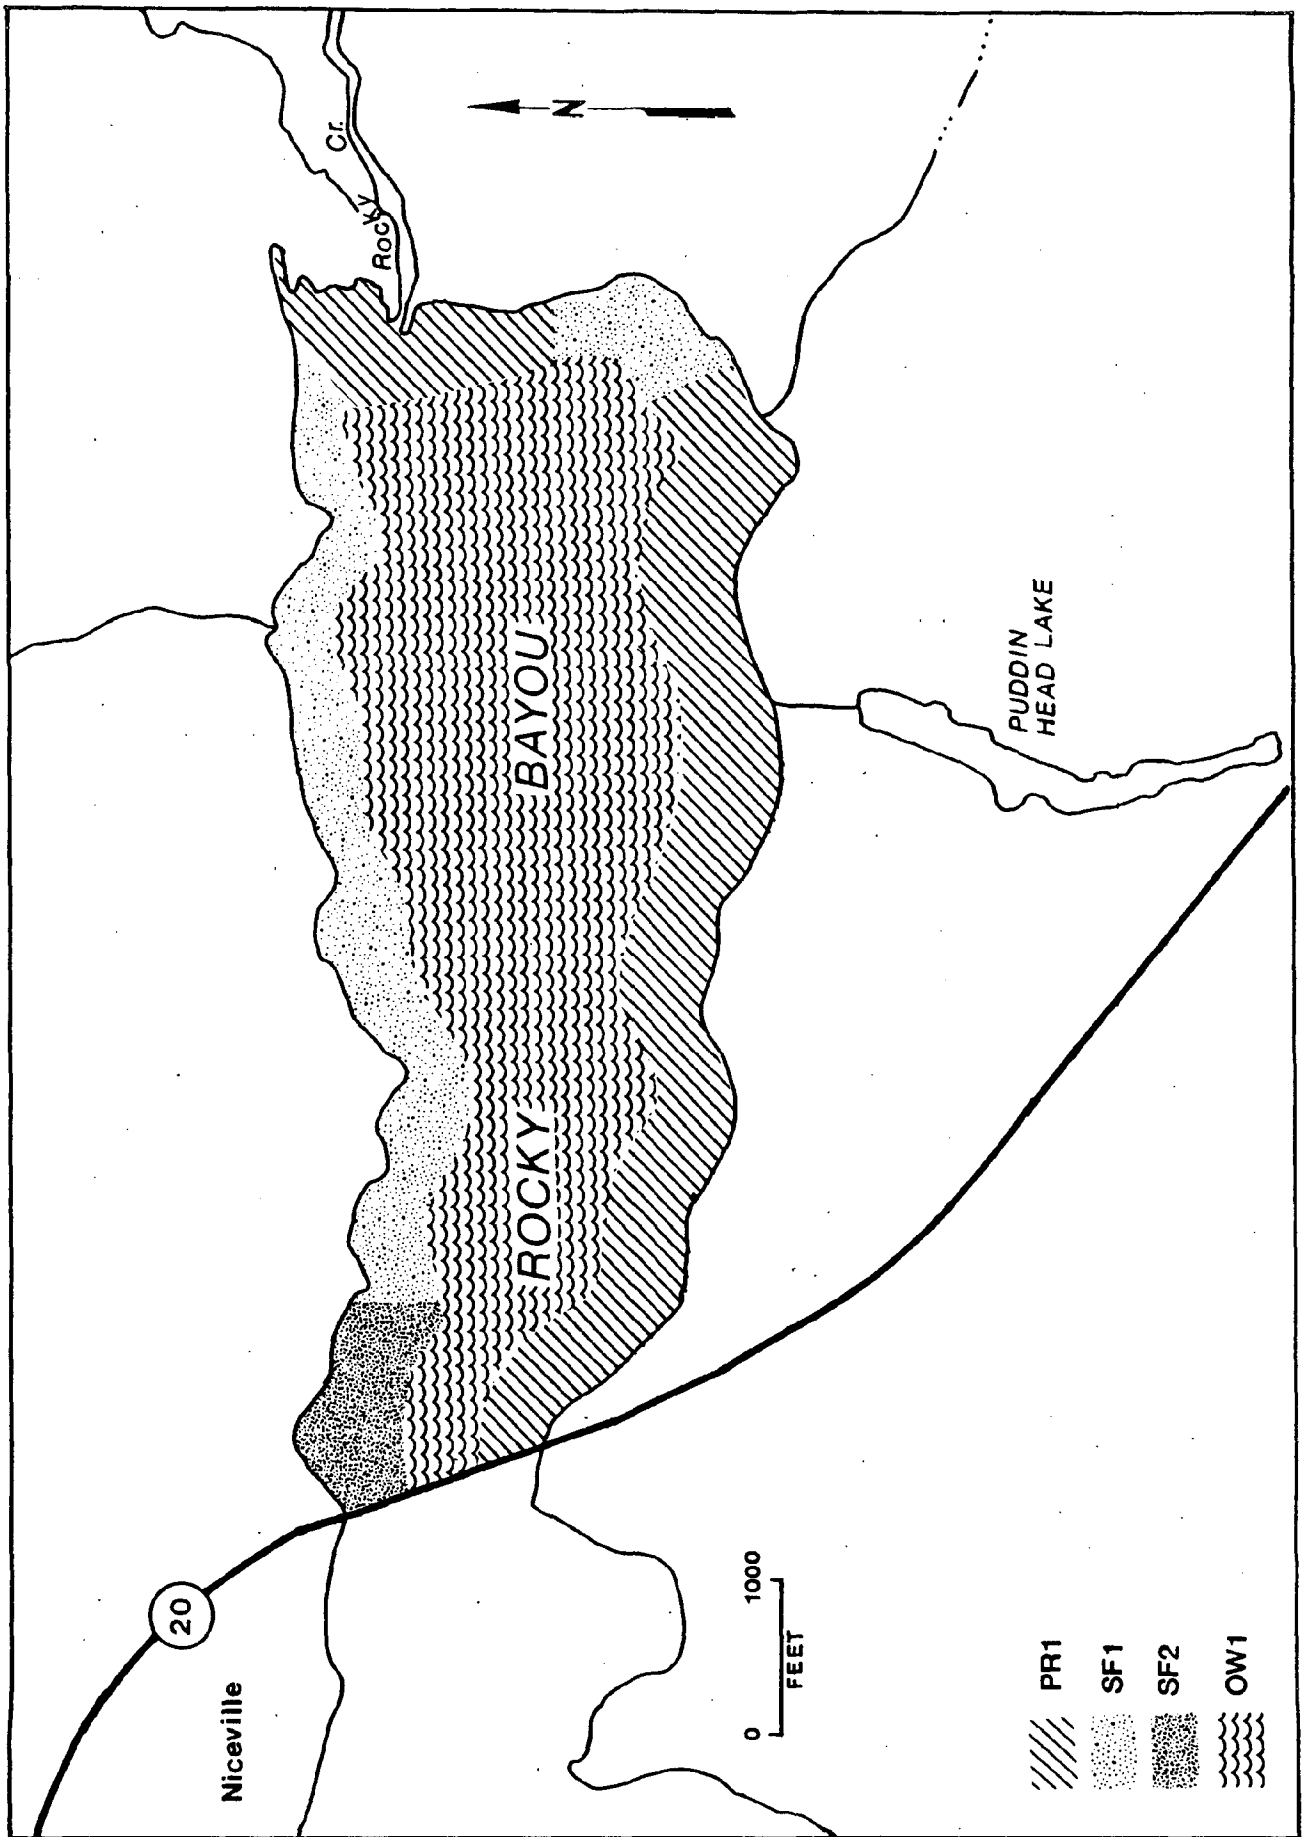 Rocky Cr.
N
ROCKY BAYOU
PUDDIN
HEAD LAKE
20
Niceville
0 1000
FEET
PR1
SF1
SF2
OW1